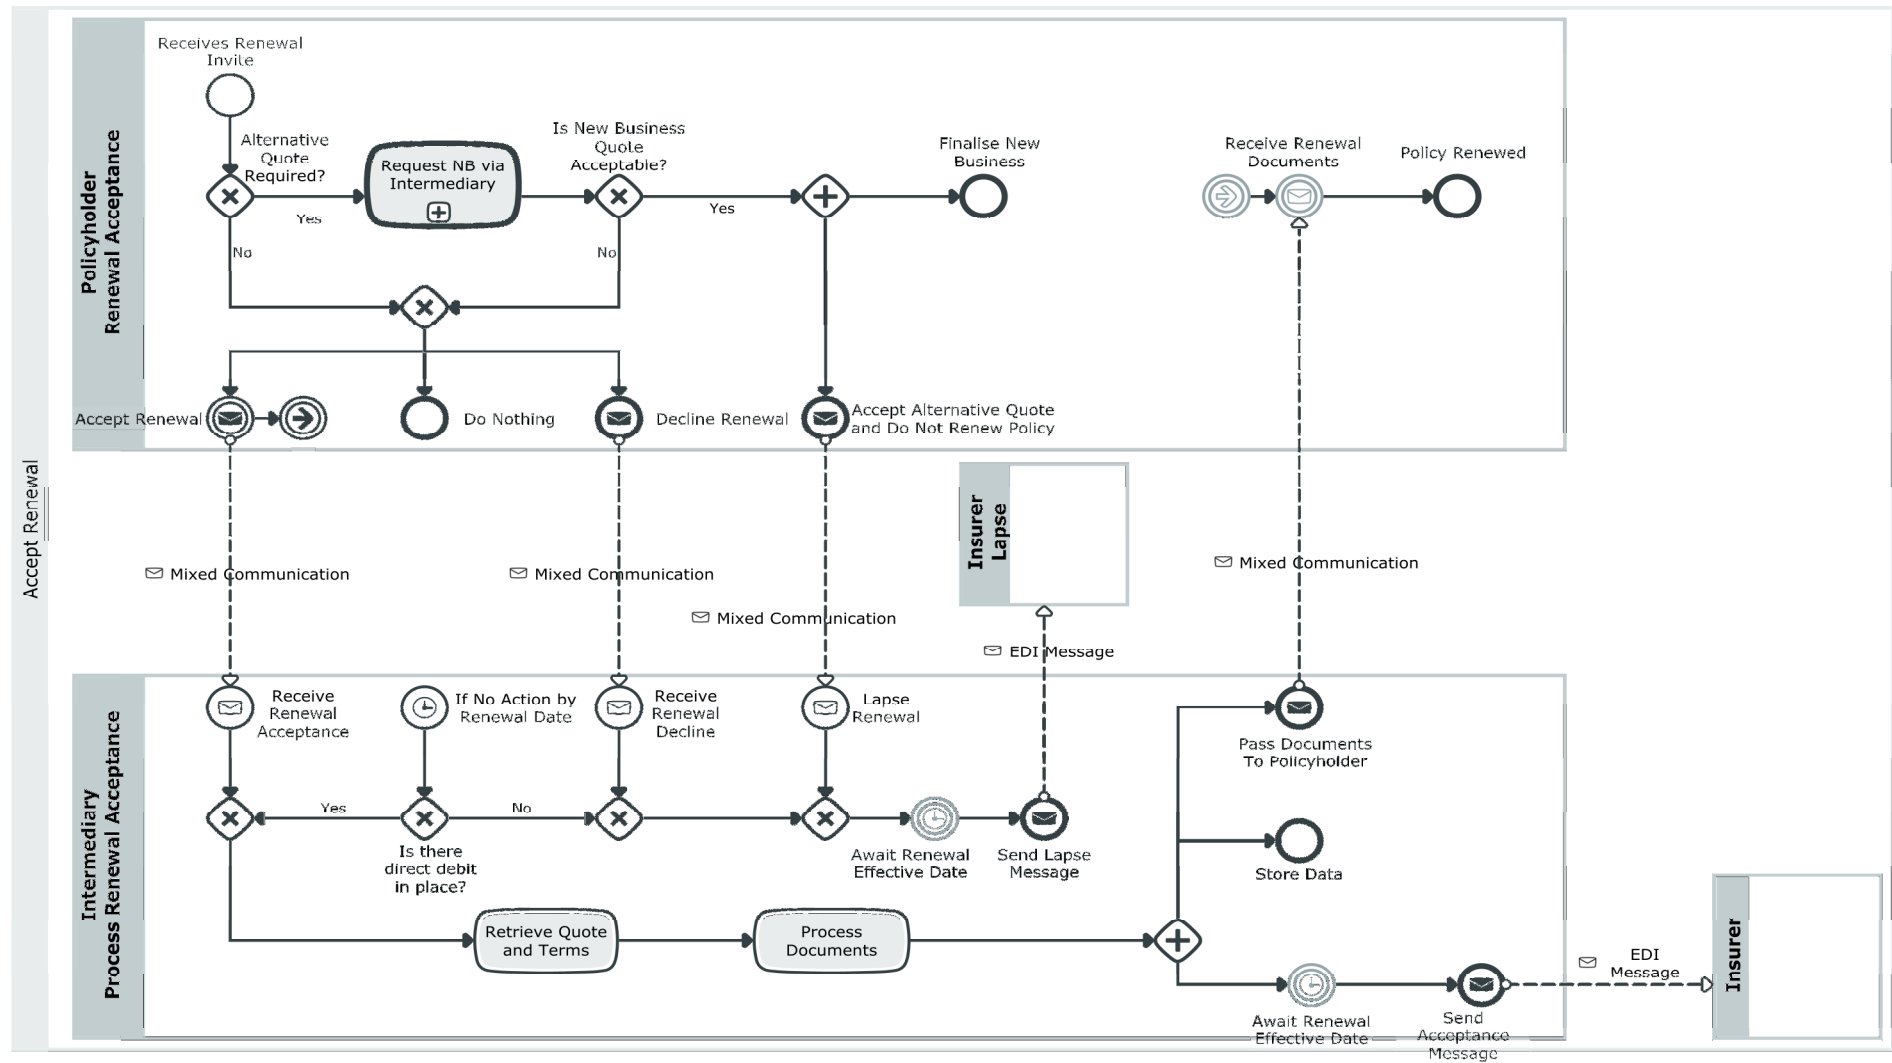 Accept Renewal
Policyholder
Renewal Acceptance
Receives Renewal
Invite
Alternative
Quote
Required?
Yes
No
Request NB via
Intermediary
Is New Business
Quote
Acceptable?
Yes
No
Finalise New
Business
Receive Renewal
Documents
Policy Renewed
Accept Renewal
Do Nothing
Decline Renewal
Accept Alternative Quote
and Do Not Renew Policy
Mixed Communication
Mixed Communication
Mixed Communication
Insurer
Lapse
EDI Message
Mixed Communication
Intermediary
Process Renewal Acceptance
Receive
Renewal
Acceptance
If No Action by
Renewal Date
Receive
Renewal
Decline
Lapse
Renewal
Yes
No
Is there
direct debit
in place?
Await Renewal
Effective Date
Send Lapse
Message
Pass Documents
To Policyholder
Store Data
Retrieve Quote
and Terms
Process
Documents
Await Renewal
Effective Date
Send
Acceptance
Message
EDI
Message
Insurer